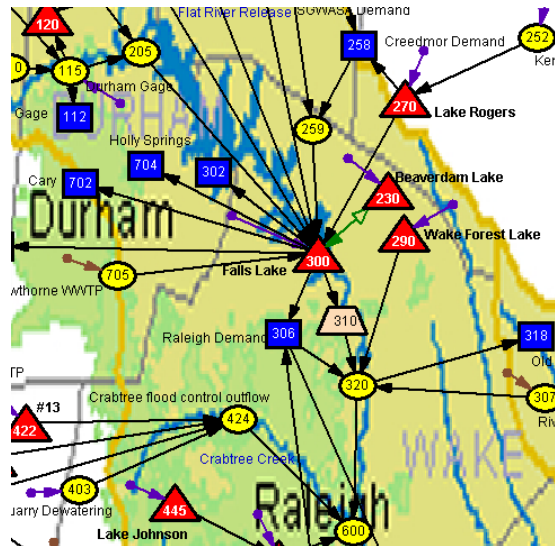 Flat River Release
SGWASA Demand
120
205
258
Creedmor Demand
252
Ker
0
115
Durham Gage
270
Gage
112
DURHAM
259
Lake Rogers
Holly Springs
704
302
Beaverdam Lake
Cary
702
230
Durham
290
Wake Forest Lake
300
Falls Lake
705
wthorne WWTP
310
Raleigh Demand
306
318
Old
TP
320
307
Riv
#13
Crabtree flood control outflow
422
424
WAKE
Crabtree Creek
403
uarry Dewatering
445
Raleigh
Lake Johnson
600